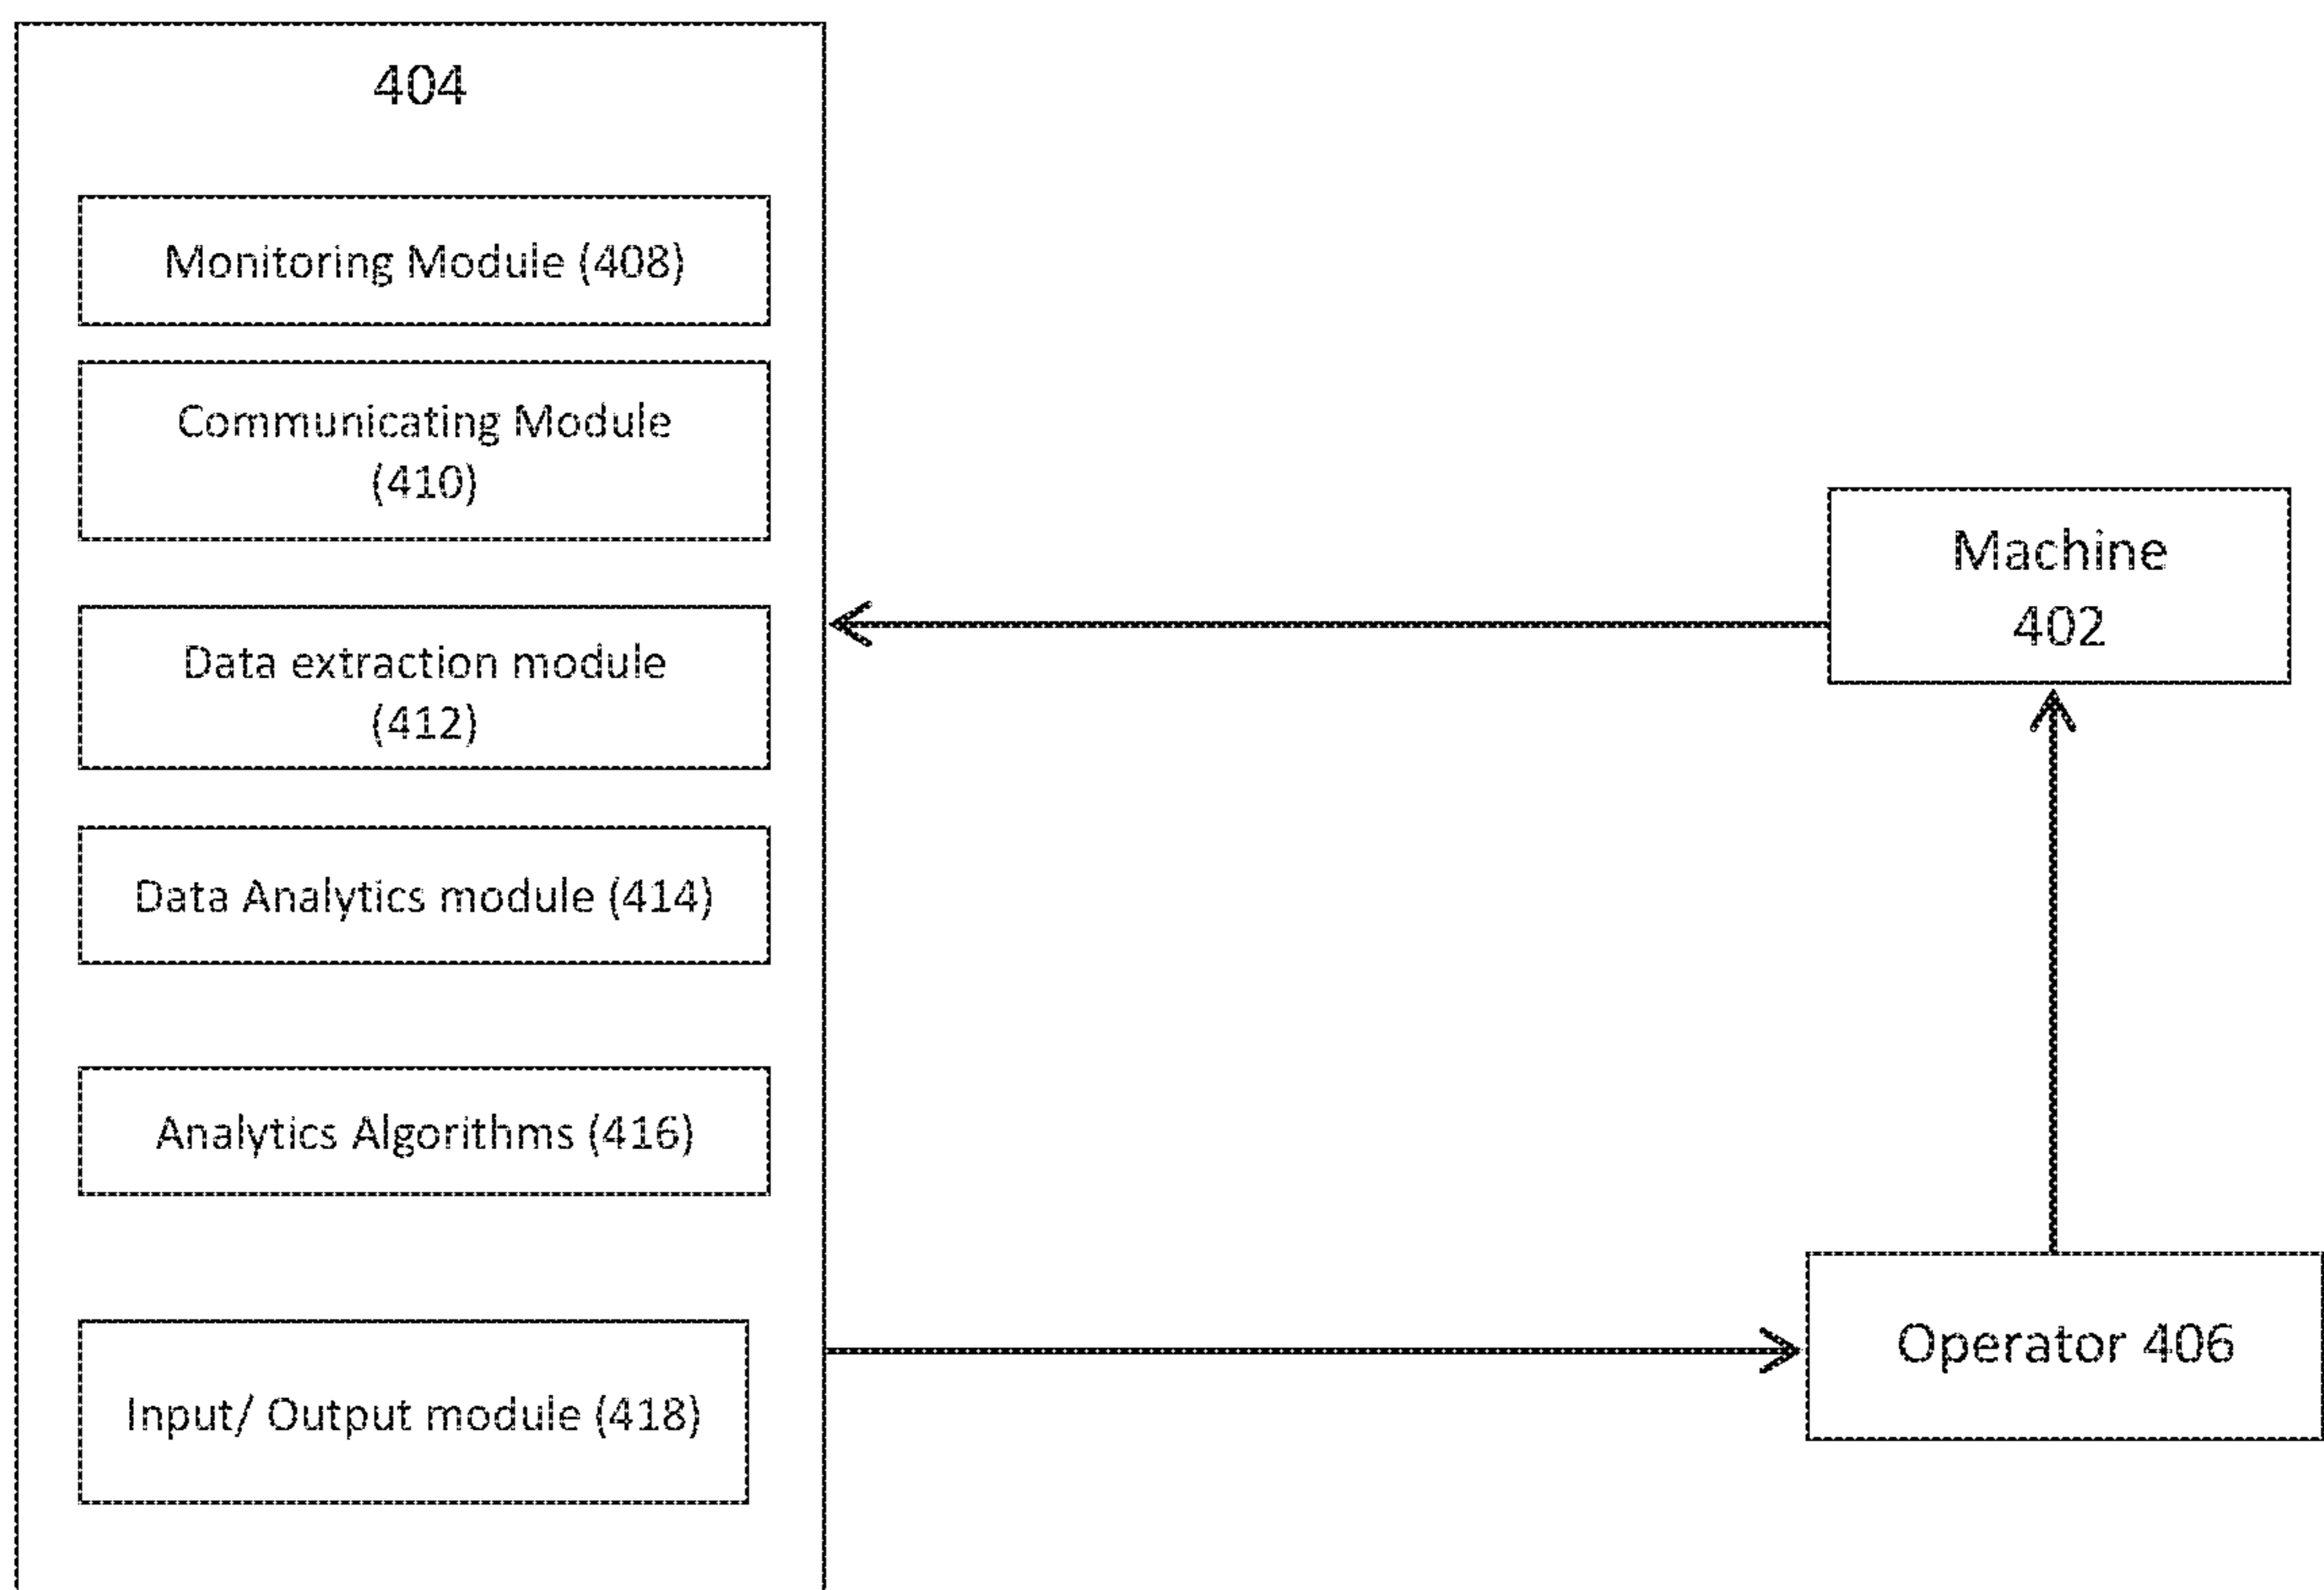 404
Monitoring Module (408)
Communicating Module
(410)
Data extraction module
(412)
Data Analytics module (414)
Analytics Algorithms (416)
Input/ Output module (418)
Machine
402
Operator 406